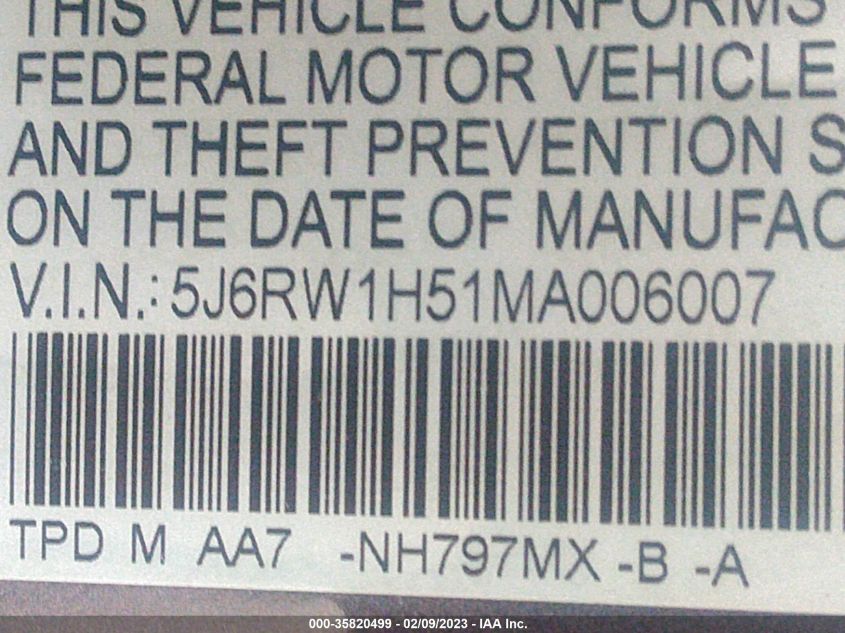 THIS VEHICLE CONFORMS
FEDERAL MOTOR VEHICLE
AND THEFT PREVENTION S
ON THE DATE OF MANUFAC
V.I.N.: 5J6RW1H51MA006007
TPD M AA7 -NH797MX -B -A
000-35820499 - 02/09/2023 - IAA Inc.